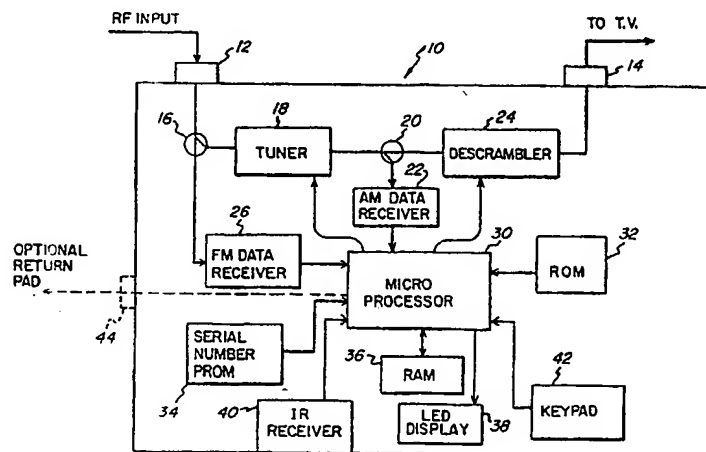 RF INPUT
TO T.V.
12
10
14
16
18
TUNER
20
24
DESCRAMBLER
22
AM DATA
RECEIVER
26
FM DATA
RECEIVER
30
MICRO
PROCESSOR
32
ROM
OPTIONAL
RETURN
PAD
44
SERIAL
NUMBER
PROM
34
36
RAM
40
IR
RECEIVER
LED
DISPLAY
38
42
KEYPAD